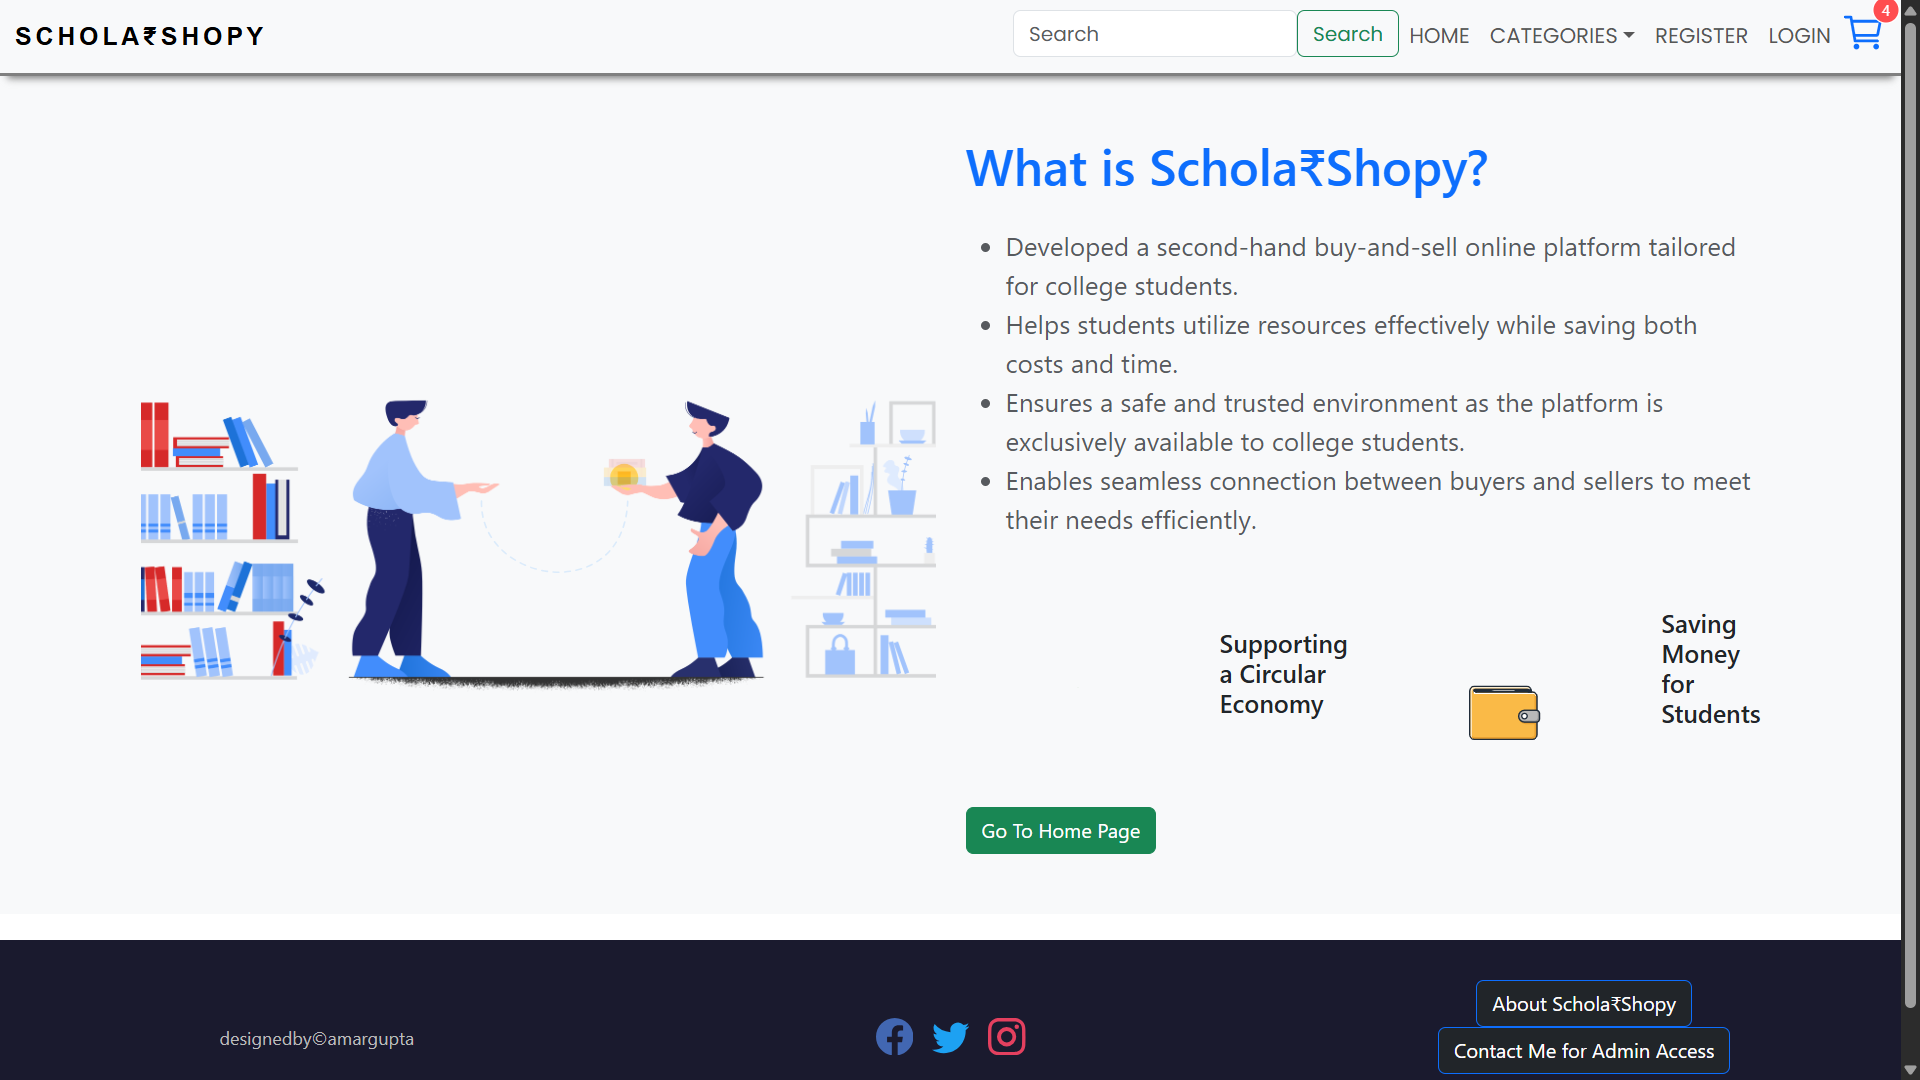 SCHOLA₹SHOPY
Search
Search
HOME
CATEGORIES
REGISTER
LOGIN
4
What is Schola₹Shopy?
Developed a second-hand buy-and-sell online platform tailored
for college students.
Helps students utilize resources effectively while saving both
costs and time.
Ensures a safe and trusted environment as the platform is
exclusively available to college students.
Enables seamless connection between buyers and sellers to meet
their needs efficiently.
Supporting
a Circular
Economy
Saving
Money
for
Students
Go To Home Page
designedby©amargupta
About Schola₹Shopy
Contact Me for Admin Access